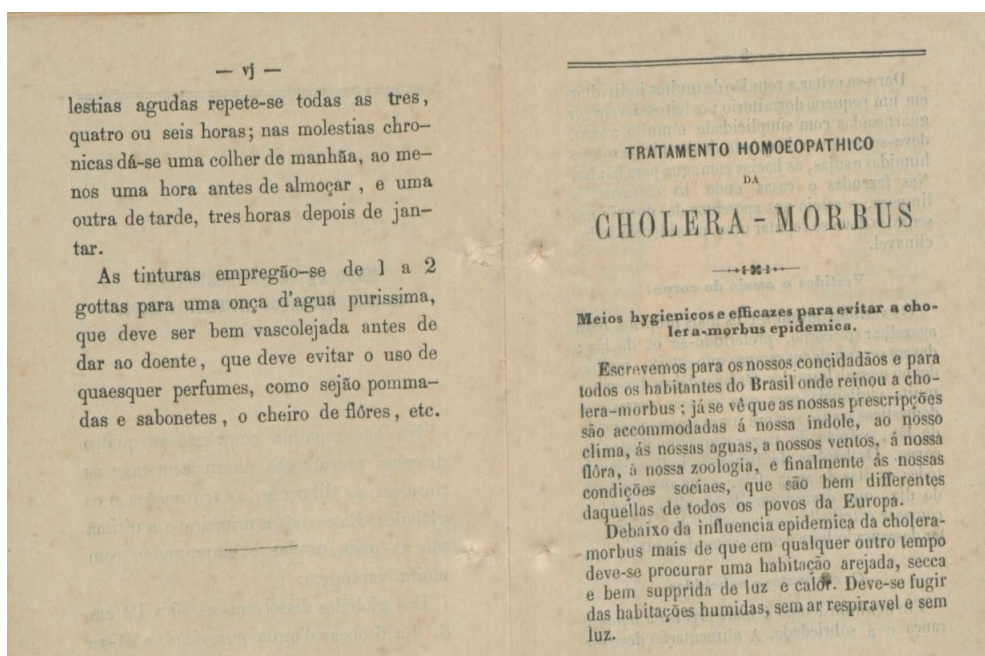 — vj —
lestias agudas repete-se todas as tres,
quatro ou seis horas; nas molestias chro-
nicas dá-se uma colher de manhãa, ao me-
nos uma hora antes de almoçar, e uma
outra de tarde, tres horas depois de jan-
tar.
As tinturas empregão-se de 1 a 2
gottas para uma onça d'agua purissima,
que deve ser bem vascolejada antes de
dar ao doente, que deve evitar o uso de
quaesquer perfumes, como sejão pomma-
das e sabonetes, o cheiro de flôres, etc.
TRATAMENTO HOMOEOPATHICO
DA
CHOLERA-MORBUS
Meios hygienicos e efficazes para evitar a cho-
lera-morbus epidemica.
Escrevemos para os nossos concidadãos e para
todos os habitantes do Brasil onde reinou a cho-
lera-morbus; já se vê que as nossas prescripções
são accommodadas á nossa indole, ao nosso
clima, ás nossas aguas, a nossos ventos, á nossa
flôra, á nossa zoologia, e finalmente ás nossas
condições sociaes, que são bem differentes
daquellas de todos os povos da Europa.
Debaixo da influencia epidemica da cholera-
-morbus mais de que em qualquer outro tempo
deve-se procurar uma habitação arejada, secca
e bem supprida de luz e calor. Deve-se fugir
das habitações humidas, sem ar respiravel e sem
luz.